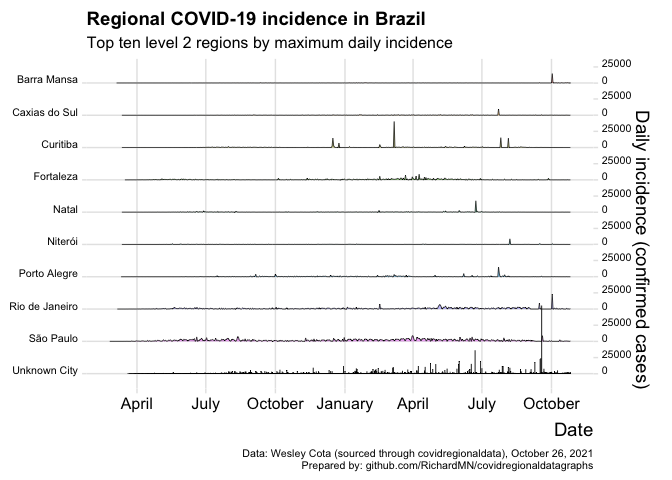 Regional COVID-19 incidence in Brazil
Top ten level 2 regions by maximum daily incidence
Barra Mansa
Caxias do Sul
Curitiba
Fortaleza
Natal
Niterói
Porto Alegre
Rio de Janeiro
São Paulo
Unknown City
25000
0
25000
0
25000
0
25000
0
25000
0
25000
0
25000
0
25000
0
25000
0
25000
0
Daily incidence (confirmed cases)
April July October January April July October
Date
Data: Wesley Cota (sourced through covidregionaldata), October 26, 2021
Prepared by: github.com/RichardMN/covidregionaldatagraphs